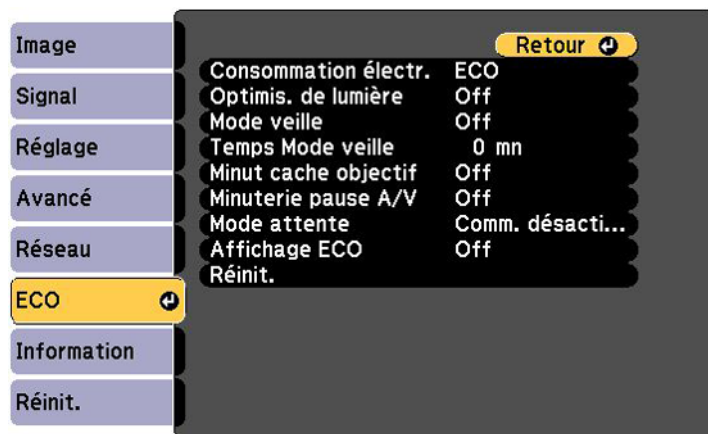 Image
Signal
Réglage
Avancé
Réseau
ECO
Information
Réinit.
Retour
Consommation électr. ECO
Optimis. de lumière Off
Mode veille Off
Temps Mode veille 0 mn
Minut cache objectif Off
Minuterie pause A/V Off
Mode attente Comm. désacti...
Affichage ECO Off
Réinit.